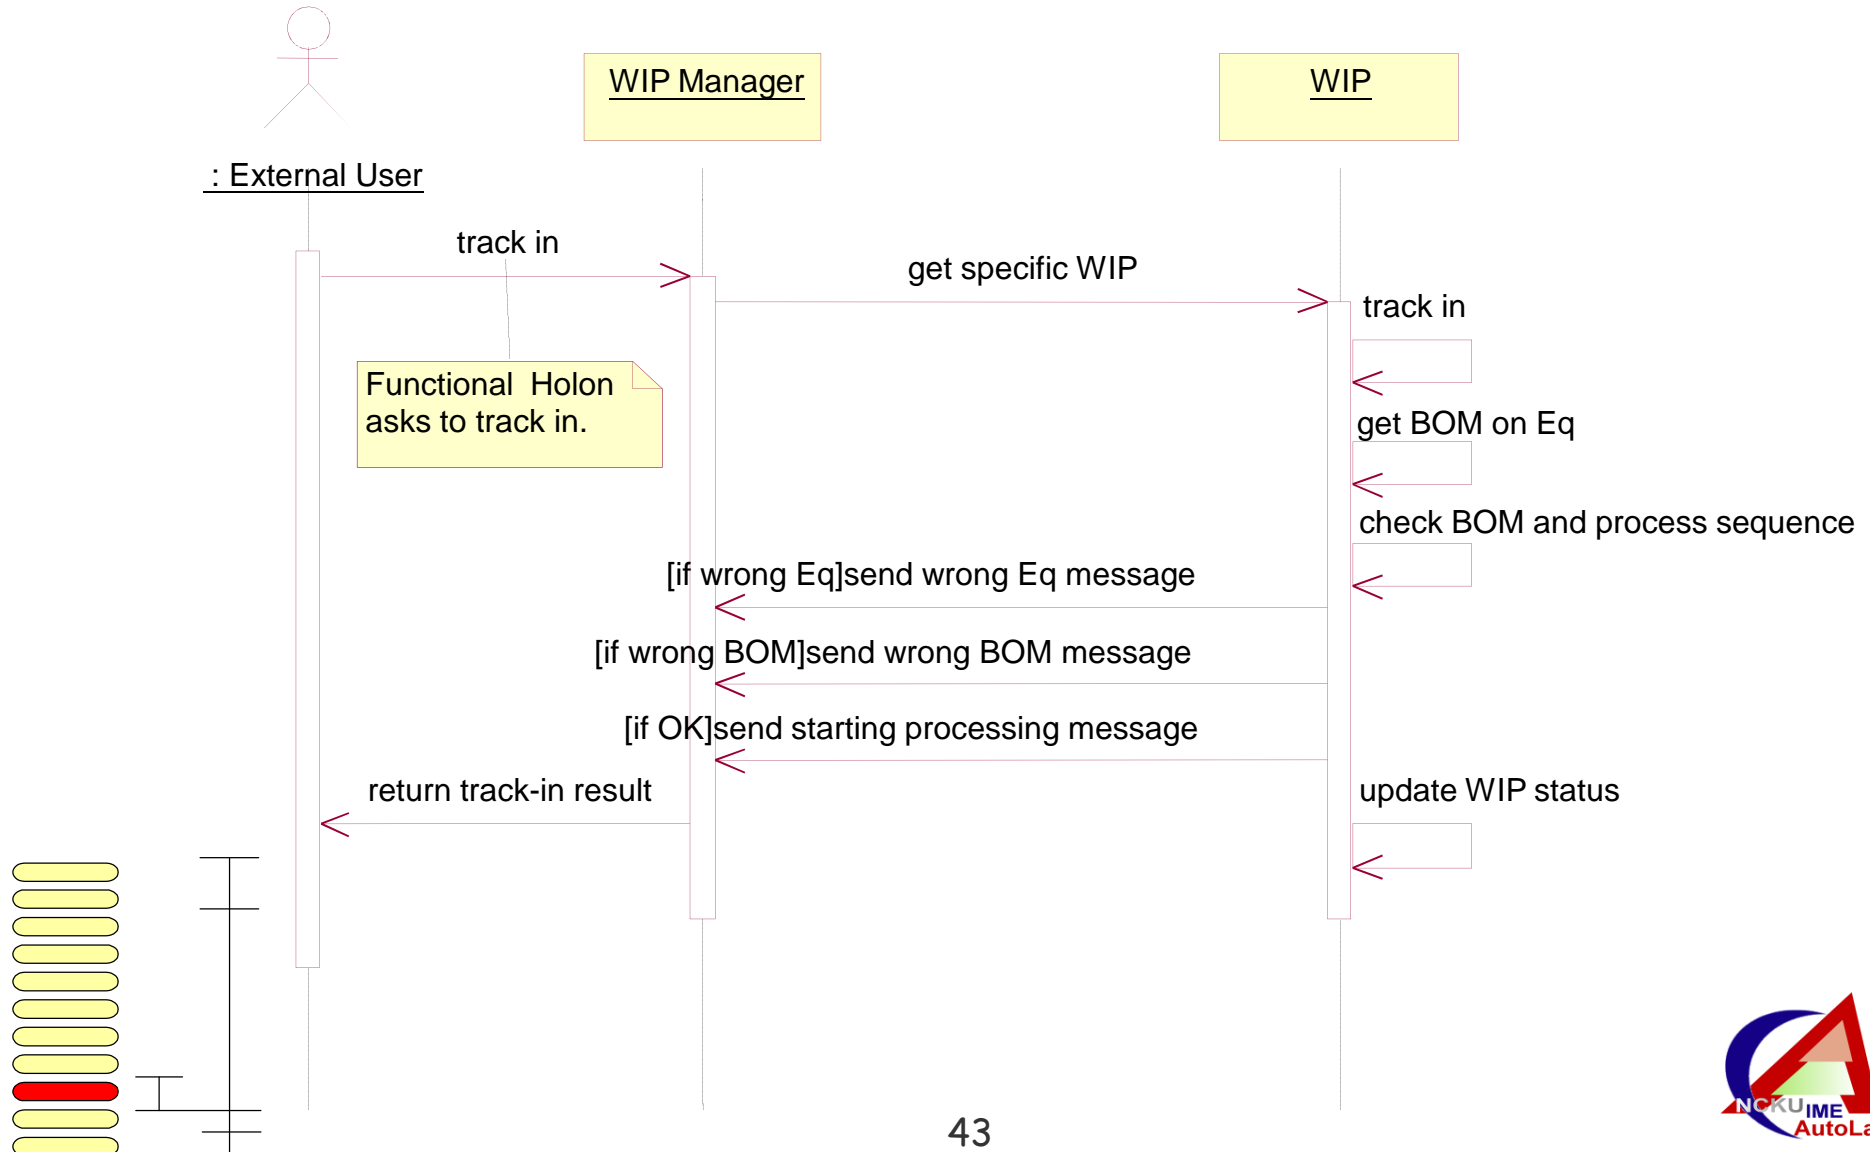 WIP Manager
WIP
: External User
track in
get specific WIP
track in
Functional Holon
asks to track in.
get BOM on Eq
check BOM and process sequence
[if wrong Eq]send wrong Eq message
[if wrong BOM]send wrong BOM message
[if OK]send starting processing message
return track-in result
update WIP status
43
NCKU IME
AutoLa